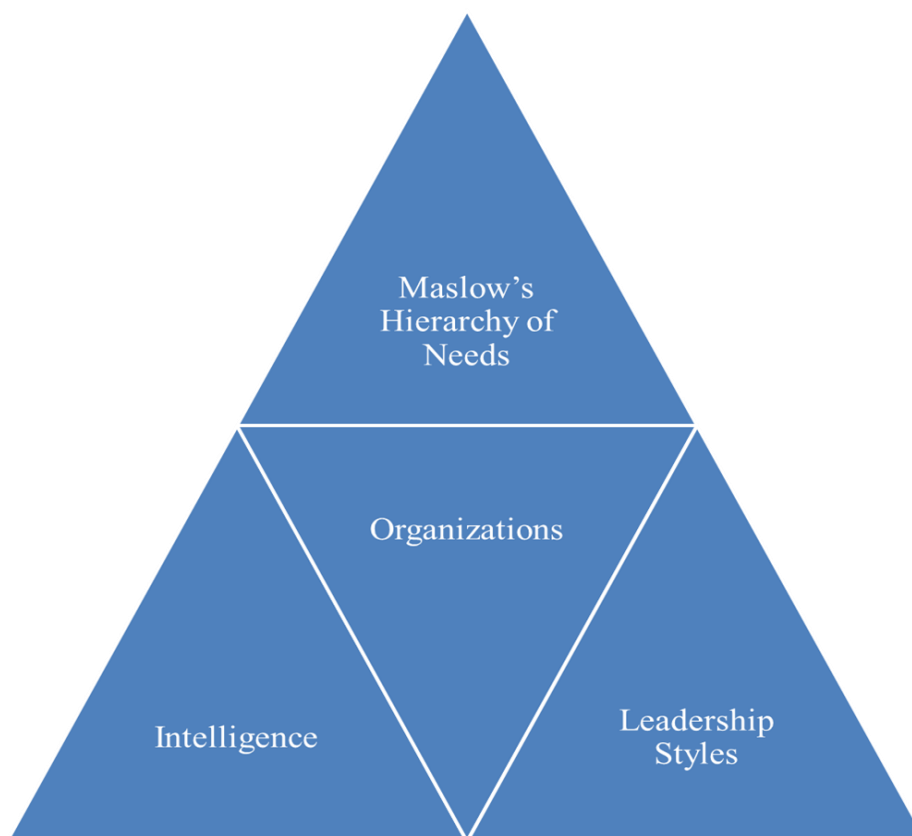 Maslow’s
Hierarchy of
Needs
Organizations
Intelligence
Leadership
Styles